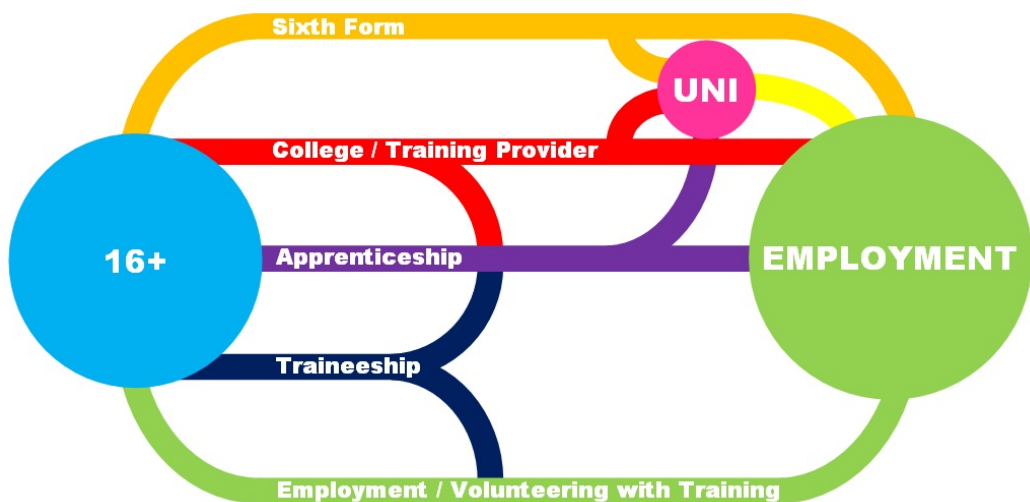 Sixth Form
UNI
College / Training Provider
16+
Apprenticeship
EMPLOYMENT
Traineeship
Employment / Volunteering with Training